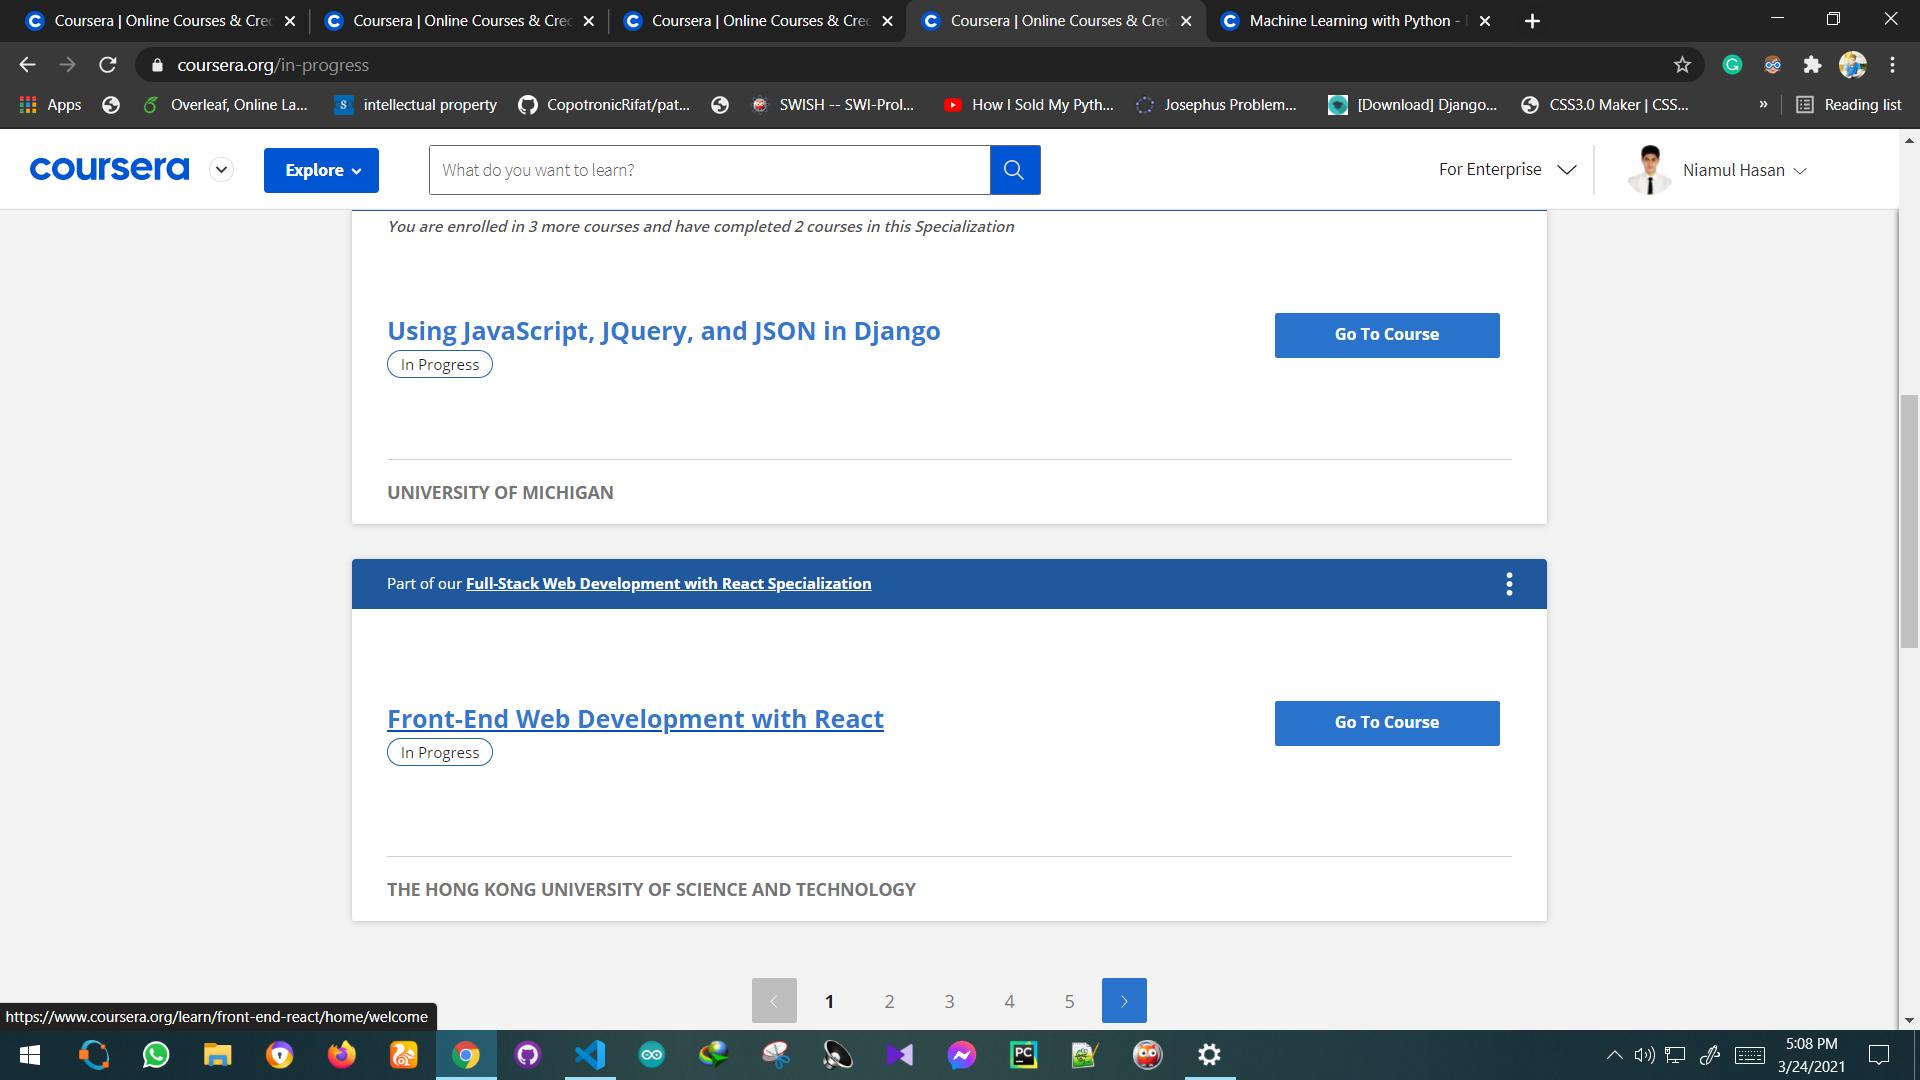 Coursera | Online Courses & Crec
Coursera | Online Courses & Crec
Coursera | Online Courses & Crec
Coursera | Online Courses & Crec
Machine Learning with Python -
coursera.org/in-progress
Apps
Overleaf, Online La...
intellectual property
CopotronicRifat/pat...
SWISH -- SWI-Prol...
How I Sold My Pyth...
Josephus Problem...
[Download] Django...
CSS3.0 Maker | CSS...
»
Reading list
coursera
Explore
What do you want to learn?
For Enterprise
Niamul Hasan
You are enrolled in 3 more courses and have completed 2 courses in this Specialization
Using JavaScript, JQuery, and JSON in Django
Go To Course
In Progress
UNIVERSITY OF MICHIGAN
Part of our Full-Stack Web Development with React Specialization
Front-End Web Development with React
Go To Course
In Progress
THE HONG KONG UNIVERSITY OF SCIENCE AND TECHNOLOGY
1 2 3 4 5
https://www.coursera.org/learn/front-end-react/home/welcome
PC
5:08 PM
3/24/2021